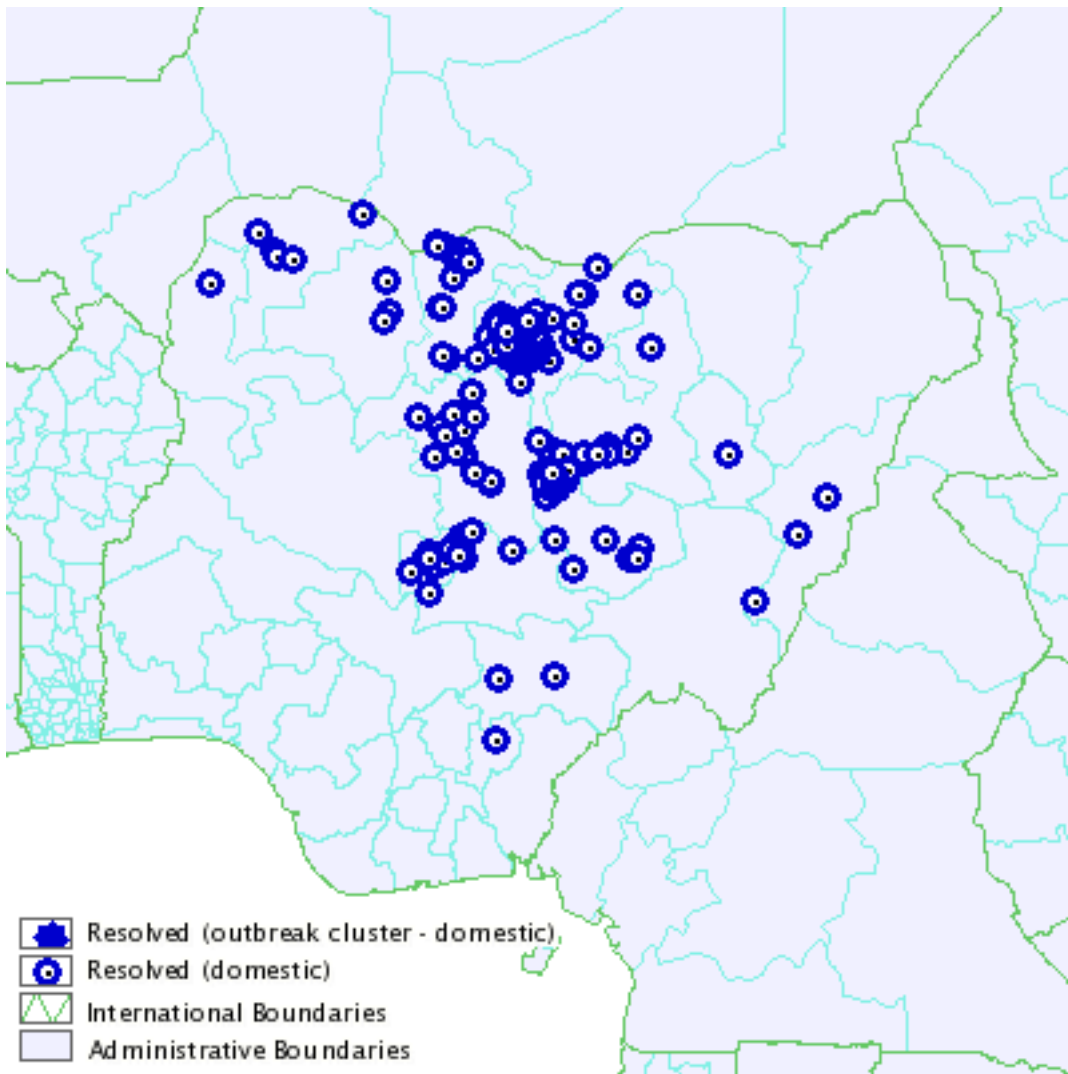 Resolved (outbreak cluster - domestic)
Resolved (domestic)
International Boundaries
Administrative Boundaries